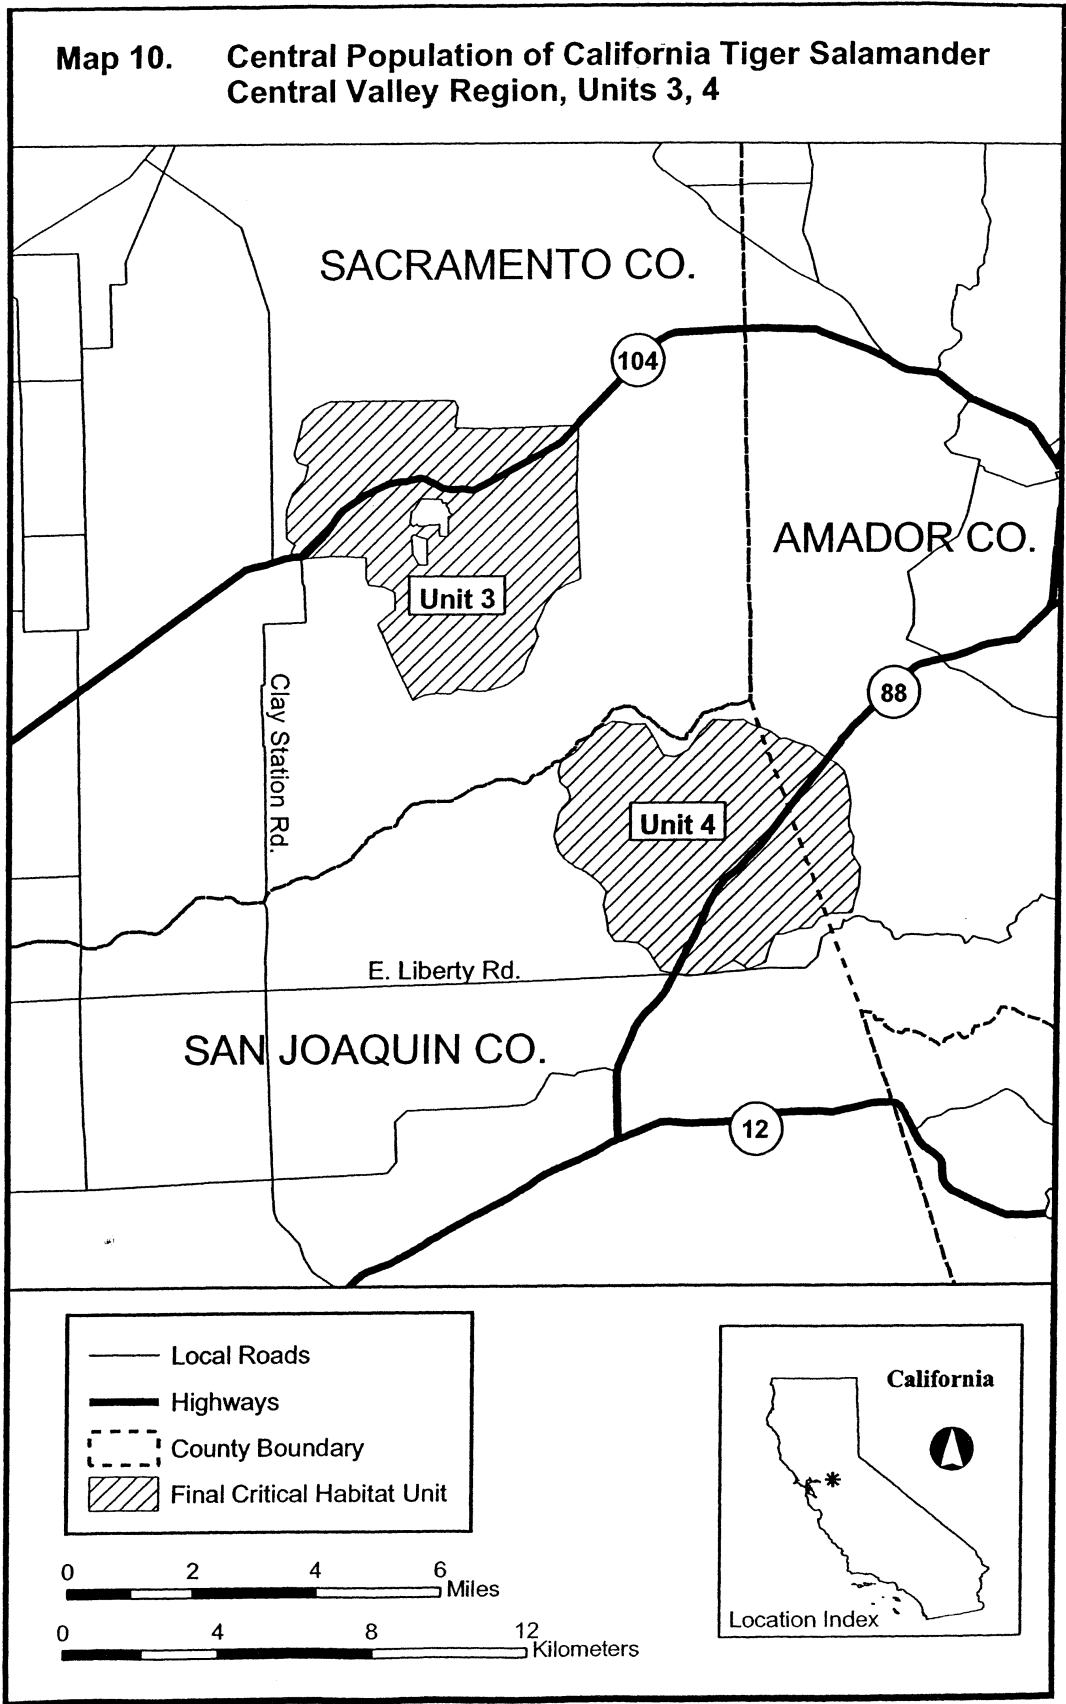 Map 10. Central Population of California Tiger Salamander
Central Valley Region, Units 3, 4
SACRAMENTO CO.
104
AMADOR CO.
Unit 3
88
Clay Station Rd.
Unit 4
E. Liberty Rd.
SAN JOAQUIN CO.
12
Local Roads
Highways
County Boundary
Final Critical Habitat Unit
0 2 4 6
Miles
0 4 8 12
Kilometers
California
Location Index